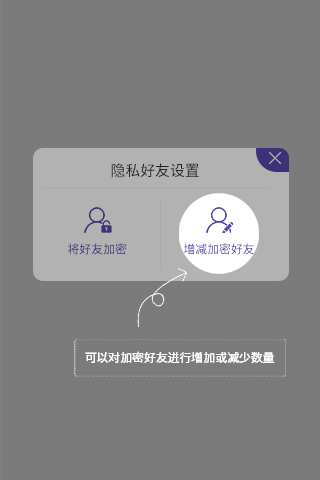 隐私好友设置
将好友加密
增减加密好友
可以对加密好友进行增加或减少数量